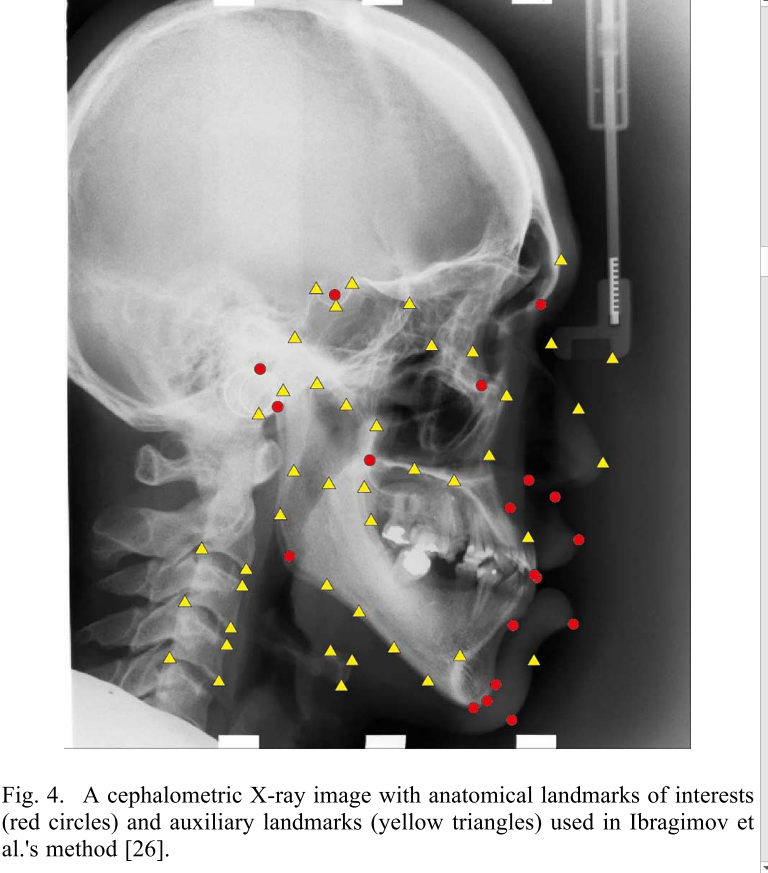 Fig. 4. A cephalometric X-ray image with anatomical landmarks of interests
(red circles) and auxiliary landmarks (yellow triangles) used in Ibragimov et
al.'s method [26].